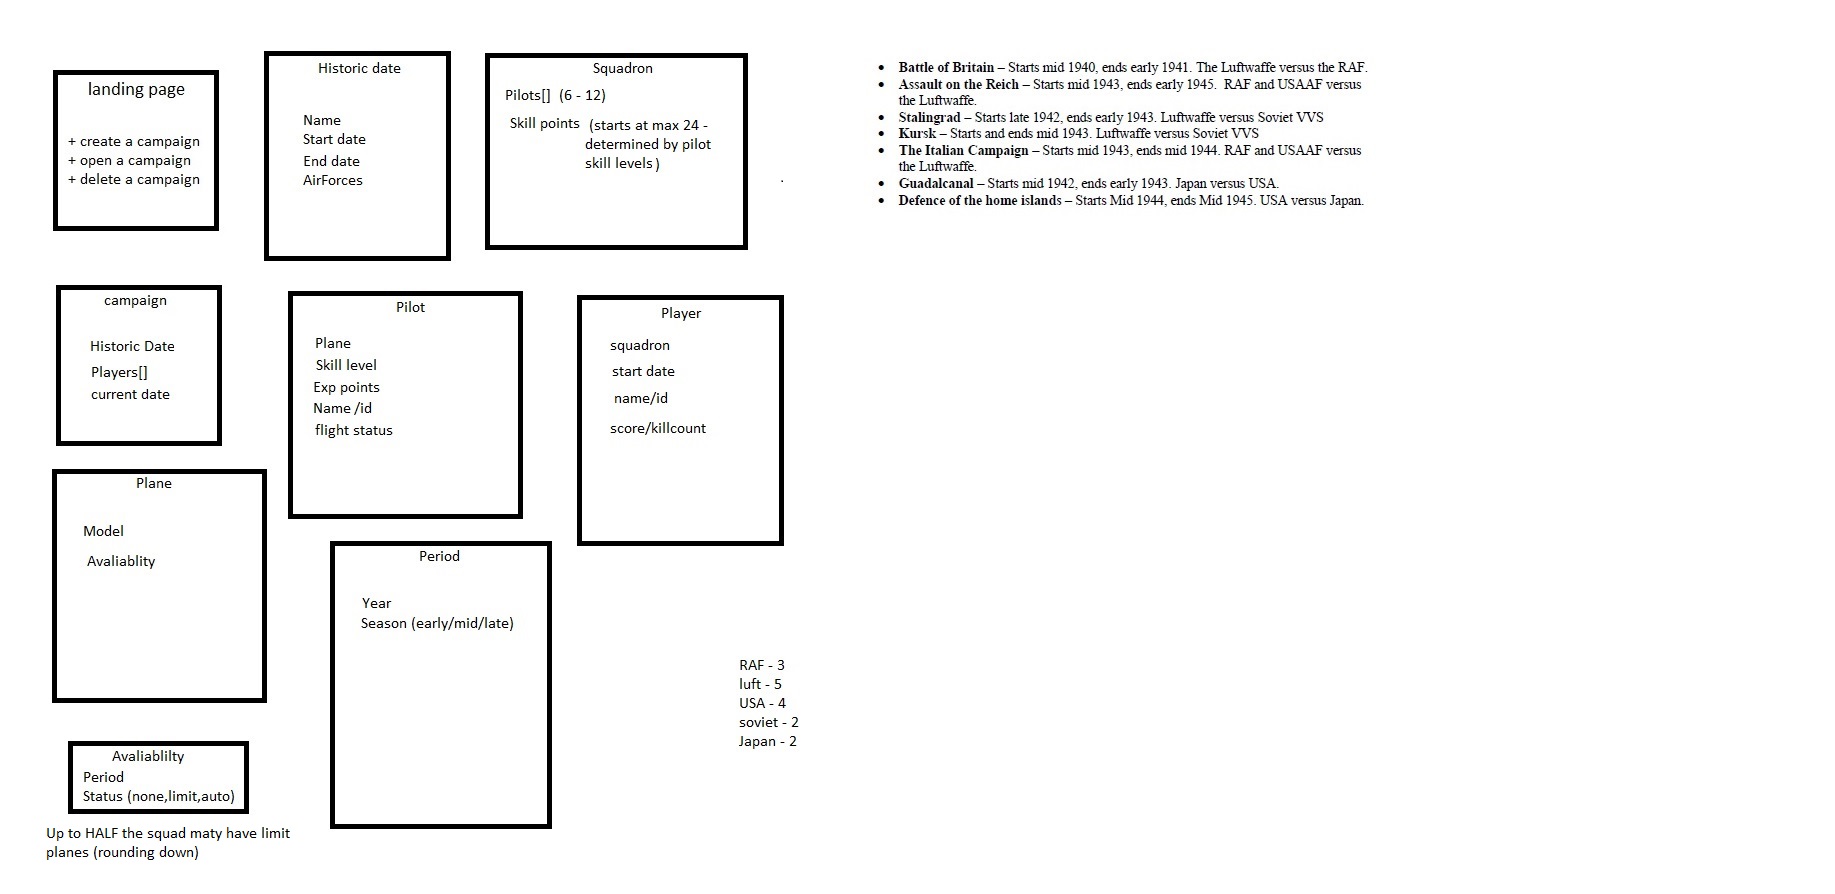 landing page
+ create a campaign
+ open a campaign
+ delete a campaign
Historic date
Name
Start date
End date
AirForces
Squadron
Pilots[] (6 - 12)
Skill points (starts at max 24 -
determined by pilot
skill levels)
• Battle of Britain – Starts mid 1940, ends early 1941. The Luftwaffe versus the RAF.
• Assault on the Reich – Starts mid 1943, ends early 1945. RAF and USAAF versus
the Luftwaffe.
• Stalingrad – Starts late 1942, ends early 1943. Luftwaffe versus Soviet VVS
• Kursk – Starts and ends mid 1943. Luftwaffe versus Soviet VVS
• The Italian Campaign – Starts mid 1943, ends mid 1944. RAF and USAAF versus
the Luftwaffe.
• Guadalcanal – Starts mid 1942, ends early 1943. Japan versus USA.
• Defence of the home islands – Starts Mid 1944, ends Mid 1945. USA versus Japan.
campaign
Historic Date
Players[]
current date
Pilot
Plane
Skill level
Exp points
Name /id
flight status
Player
squadron
start date
name/id
score/killcount
Plane
Model
Avaliablity
Period
Year
Season (early/mid/late)
RAF - 3
luft - 5
USA - 4
soviet - 2
Japan - 2
Avaliablilty
Period
Status (none,limit,auto)
Up to HALF the squad maty have limit
planes (rounding down)